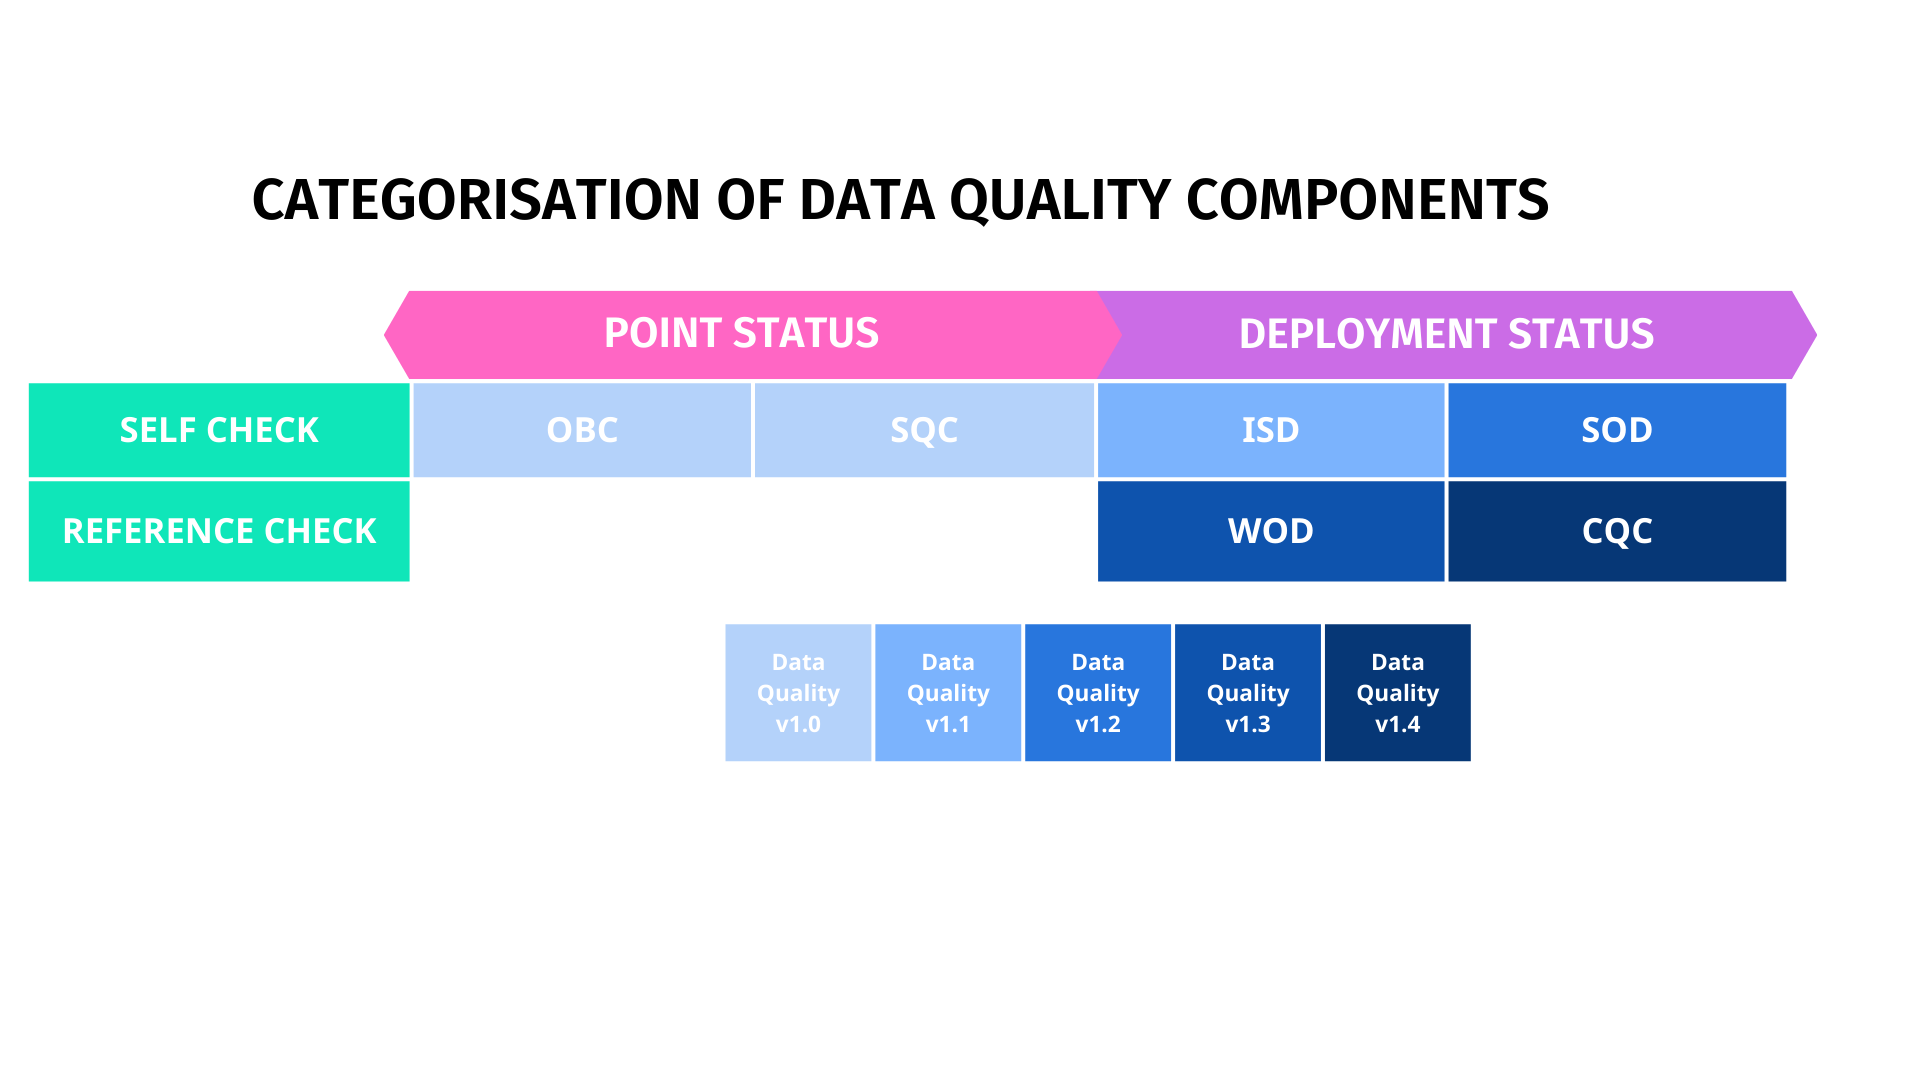 CATEGORISATION OF DATA QUALITY COMPONENTS
POINT STATUS
DEPLOYMENT STATUS
SELF CHECK
OBC
SQC
ISD
SOD
REFERENCE CHECK
WOD
CQC
Data
Quality
v1.0
Data
Quality
v1.1
Data
Quality
v1.2
Data
Quality
v1.3
Data
Quality
v1.4